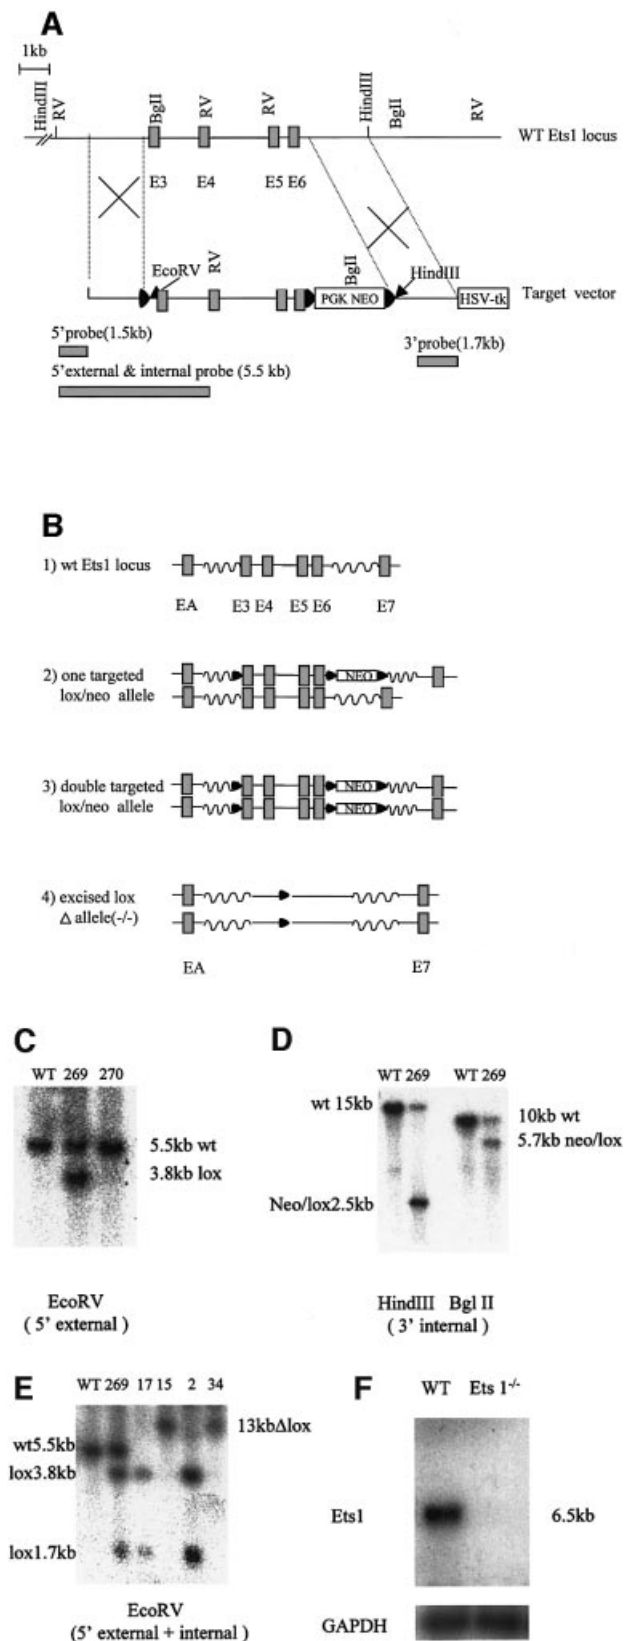 A
1kb
HindIII RV BgII RV RV HindIII BgII RV
WT Ets1 locus
E3 E4 E5 E6
EcoRV RV BgII HindIII
PGK NEO HSV-tk Target vector
5'probe(1.5kb)
3'probe(1.7kb)
5'external & internal probe (5.5 kb)
B
1) wt Ets1 locus
EA E3 E4 E5 E6 E7
2) one targeted
NEO
lox/neo allele
3) double targeted
NEO
lox/neo allele
NEO
4) excised lox
Δ allele(-/-)
EA E7
C
WT 269 270
5.5kb wt
3.8kb lox
EcoRV
( 5' external )
D
WT 269 WT 269
wt 15kb
10kb wt
5.7kb neo/lox
Neo/lox2.5kb
HindIII Bgl II
( 3' internal )
E
WT 269 17 15 2 34
13kbΔlox
wt5.5kb
lox3.8kb
lox1.7kb
EcoRV
(5' external + internal)
F
WT Ets 1-/-
Ets1
6.5kb
GAPDH